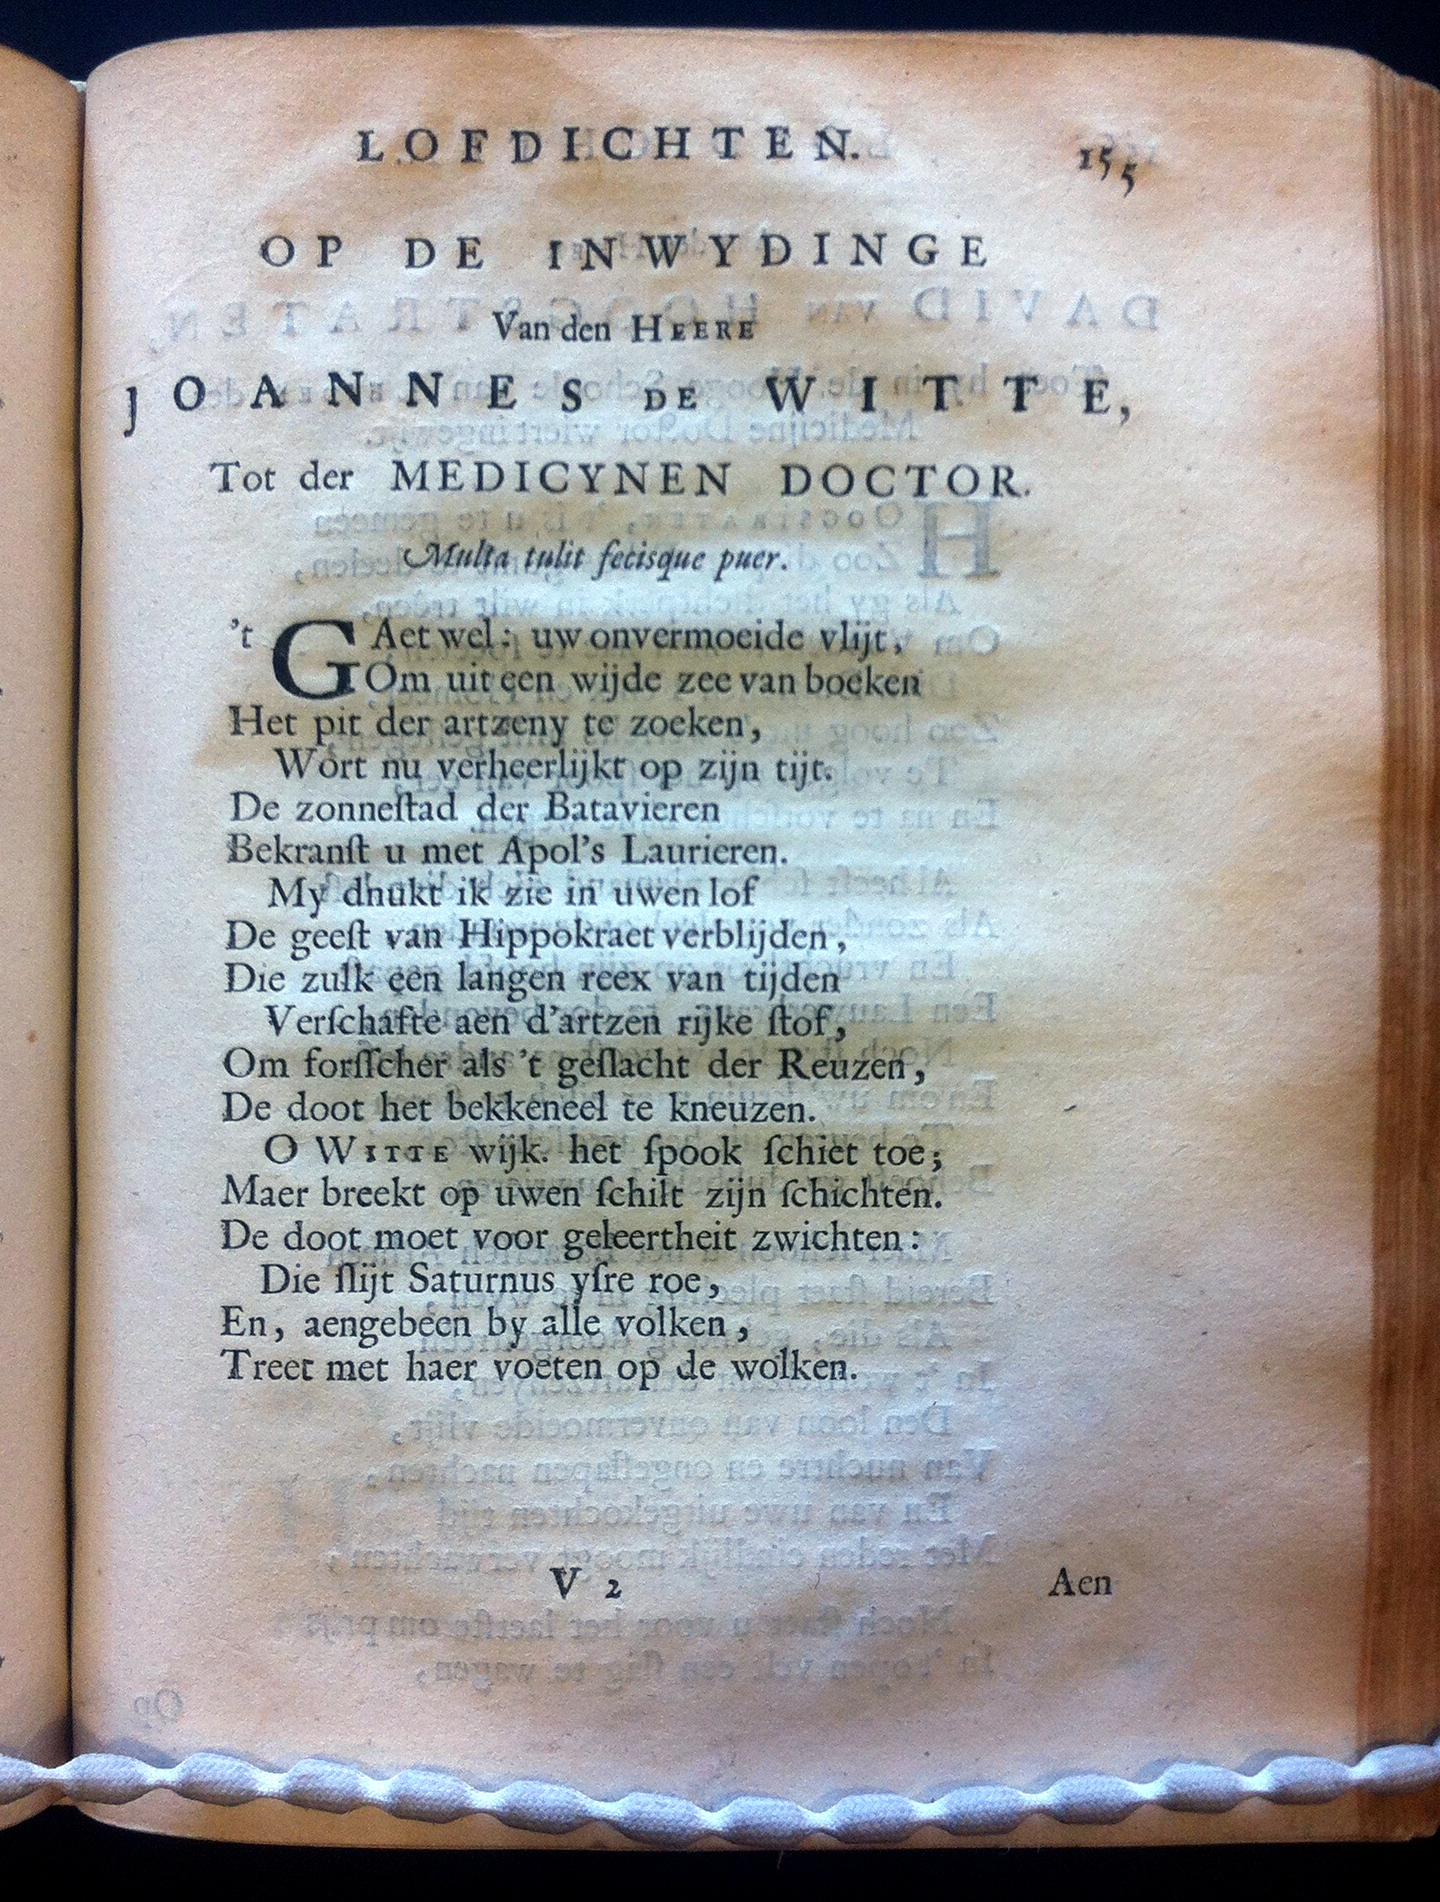 LOFDICHTEN. 155
OP DE INWYDINGE
Van den HEERE
JOANNES DE WITTE,
Tot der MEDICYNEN DOCTOR.
Multa tulit fecisque puer.
't GAet wel: uw onvermoeide vlijt,
Om uit een wijde zee van boeken
Het pit der artzeny te zoeken,
Wort nu verheerlijkt op zijn tijt.
De zonneſtad der Batavieren
Bekranſt u met Apol's Laurieren.
My dhukt ik zie in uwen lof
De geeſt van Hippokraet verblijden,
Die zulk een langen reex van tijden
Verſchafte aen d'artzen rijke ſtof,
Om forſſcher als 't geſlacht der Reuzen,
De doot het bekkeneel te kneuzen.
O WITTE wijk. het ſpook ſchiet toe;
Maer breekt op uwen ſchilt zijn ſchichten.
De doot moet voor geleertheit zwichten:
Die ſlijt Saturnus yſre roe,
En, aengebeen by alle volken,
Treet met haer voeten op de wolken.
V 2 Aen